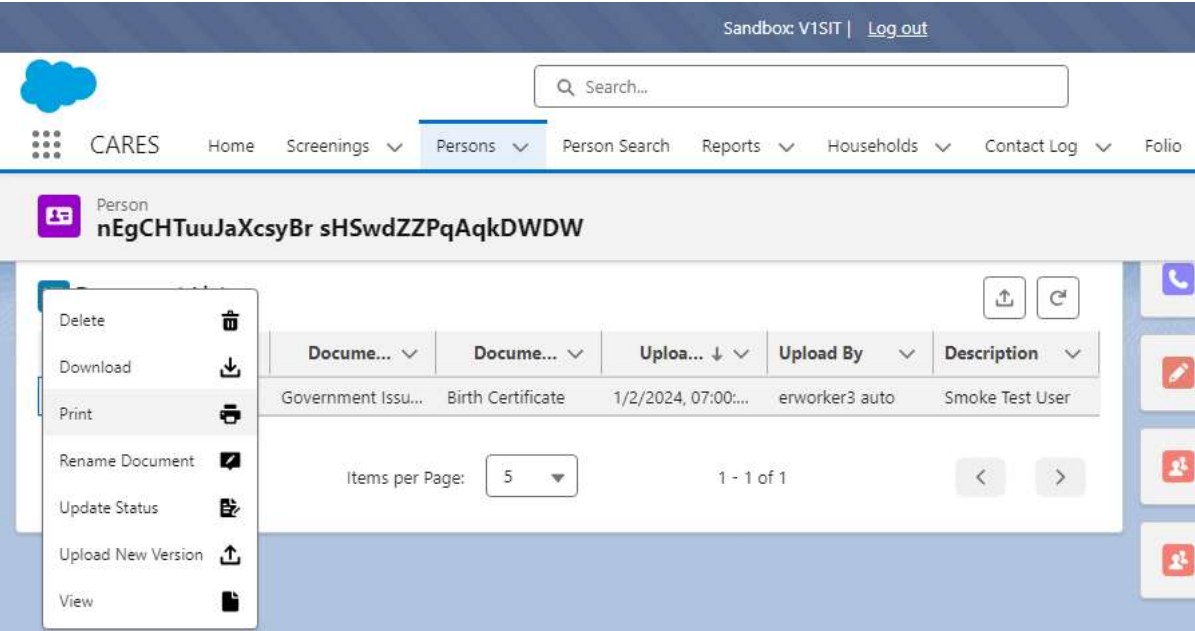 Sandbox: V1SIT | Log out
Search...
CARES Home Screenings Persons Person Search Reports Households Contact Log Folio
Person
nEgCHTuuJaXcsyBr sHSwdZZPqAqkDWDW
Delete
Download
Print
Rename Document
Update Status
Upload New Version
View
Docume... Docume... Uploa... Upload By Description
Government Issu... Birth Certificate 1/2/2024, 07:00:... erworker3 auto Smoke Test User
Items per Page: 5 1 - 1 of 1